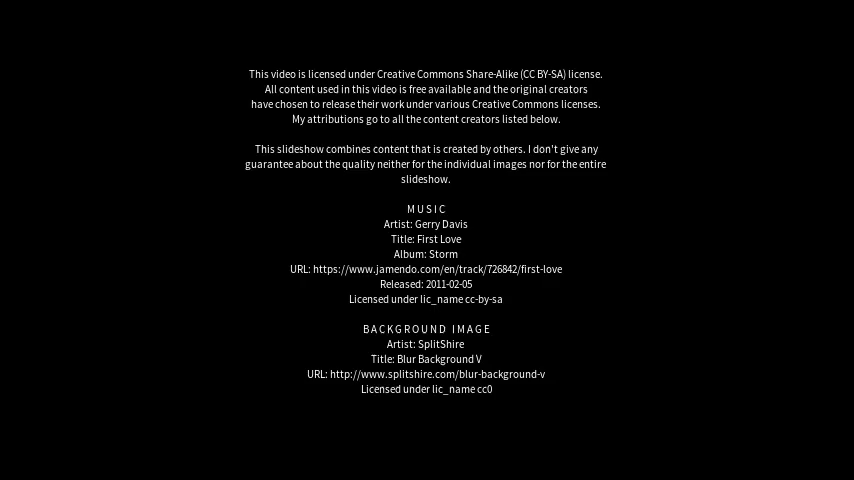 This video is licensed under Creative Commons Share-Alike (CC BY-SA) license.
All content used in this video is free available and the original creators
have chosen to release their work under various Creative Commons licenses.
My attributions go to all the content creators listed below.
This slideshow combines content that is created by others. I don't give any
guarantee about the quality neither for the individual images nor for the entire
slideshow.
MUSIC
Artist: Gerry Davis
Title: First Love
Album: Storm
URL: https://www.jamendo.com/en/track/726842/first-love
Released: 2011-02-05
Licensed under lic_name cc-by-sa
BACKGROUND IMAGE
Artist: SplitShire
Title: Blur Background V
URL: http://www.splitshire.com/blur-background-v
Licensed under lic_name cc0